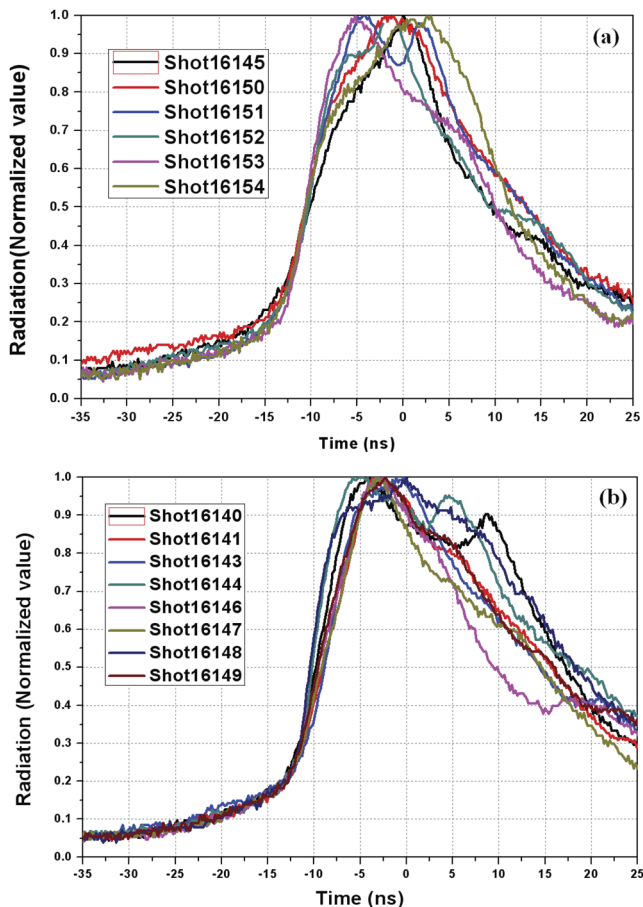 (a)
Shot16145
Shot16150
Shot16151
Shot16152
Shot16153
Shot16154
Radiation(Normalized value)
1.0
0.9
0.8
0.7
0.6
0.5
0.4
0.3
0.2
0.1
0.0
-35 -30 -25 -20 -15 -10 -5 0 5 10 15 20 25
Time (ns)
(b)
Shot16140
Shot16141
Shot16143
Shot16144
Shot16146
Shot16147
Shot16148
Shot16149
Radiation (Normalized value)
1.0
0.9
0.8
0.7
0.6
0.5
0.4
0.3
0.2
0.1
0.0
-35 -30 -25 -20 -15 -10 -5 0 5 10 15 20 25
Time (ns)